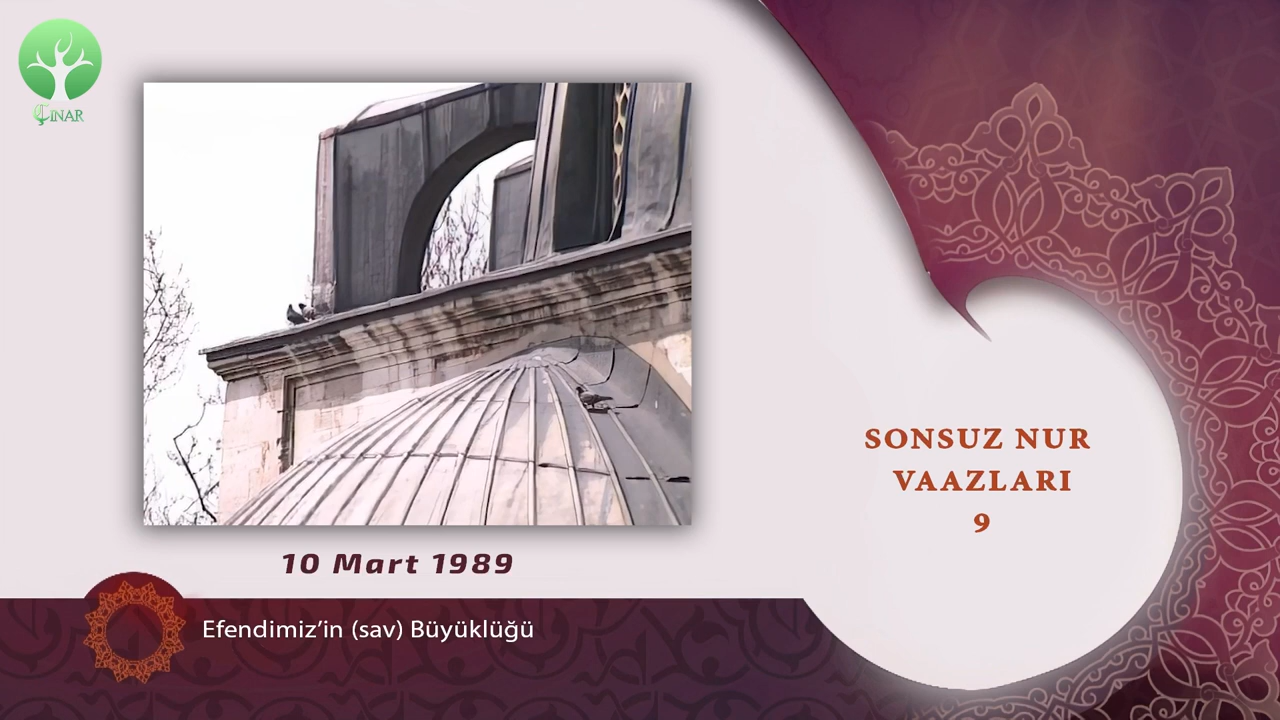 ÇINAR
10 Mart 1989
Efendimiz’in (sav) Büyüklüğü
SONSUZ NUR
VAAZLARI
9